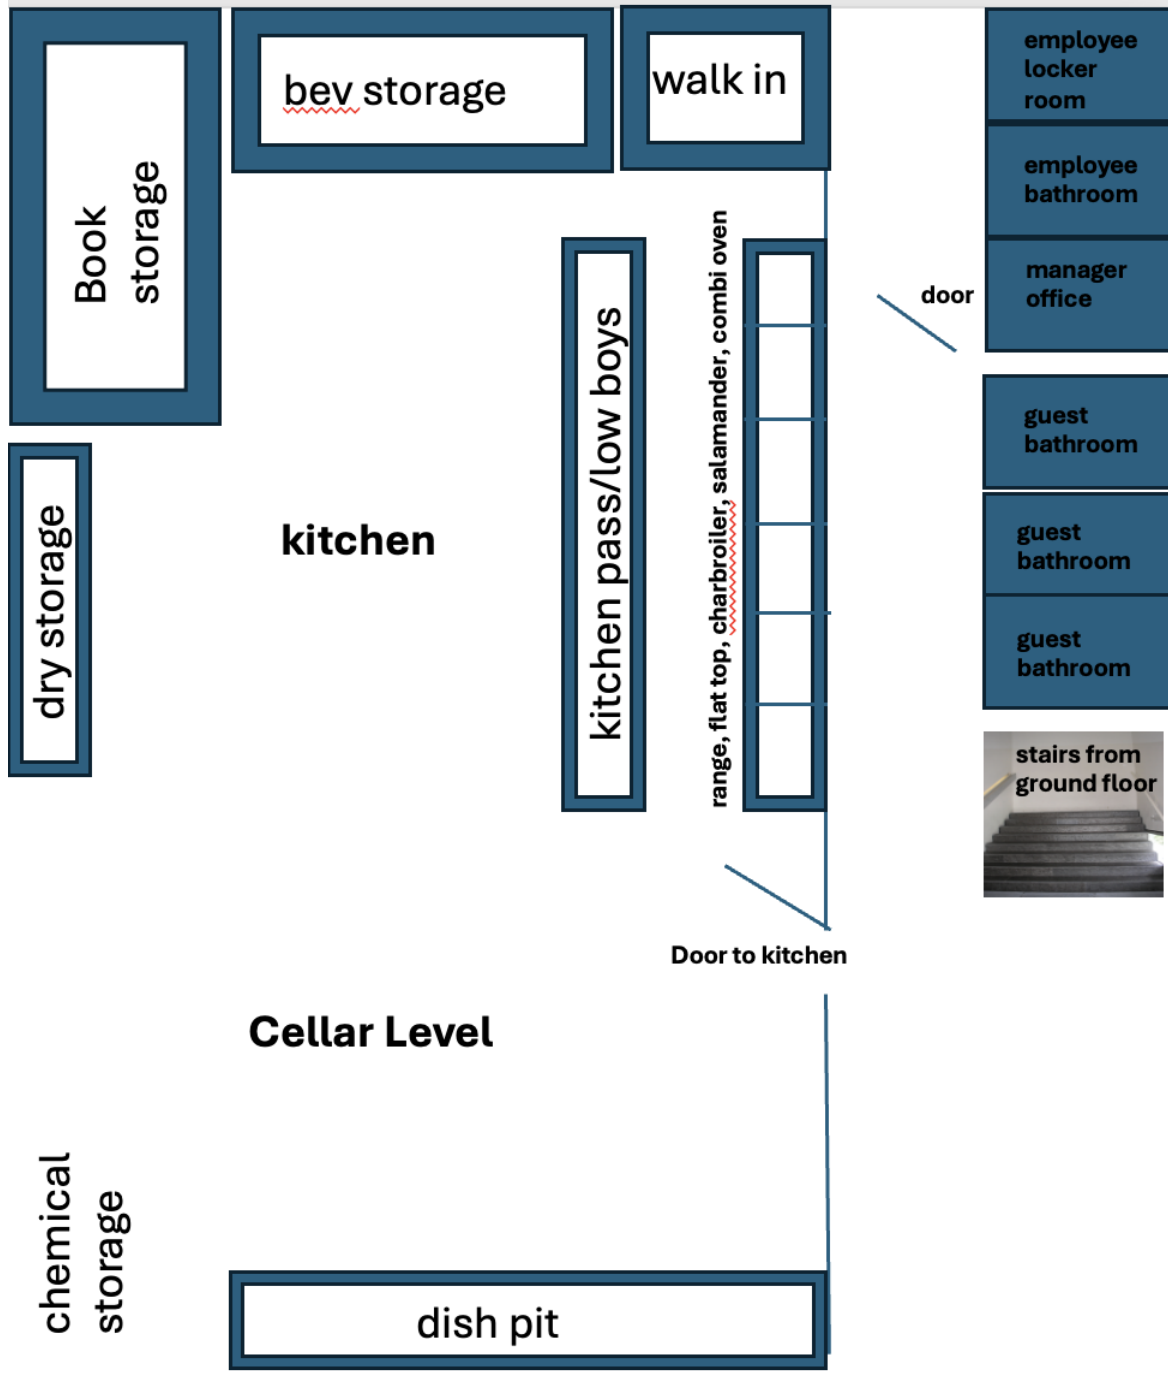 Book
storage
bev storage
walk in
employee
locker
room
employee
bathroom
manager
office
door
guest
bathroom
guest
bathroom
guest
bathroom
stairs from
ground floor
dry storage
kitchen
kitchen pass/low boys
range, flat top, charbroiler, salamander, combi oven
Door to kitchen
Cellar Level
chemical
storage
dish pit